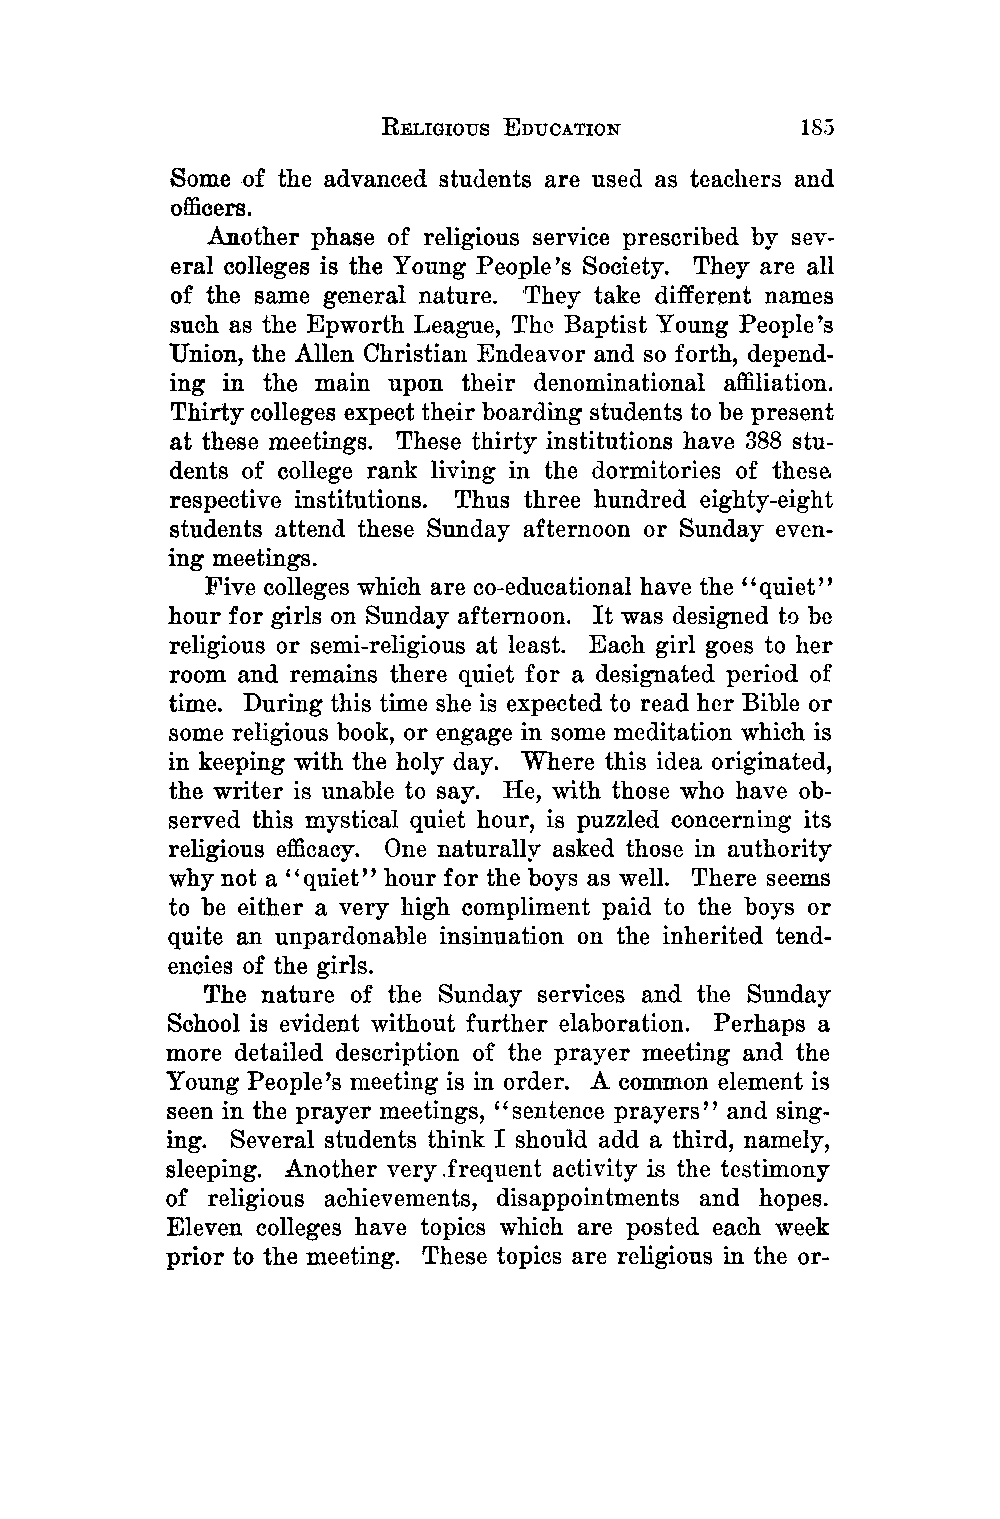 RELIGIOUS EDUCATION 185
Some of the advanced students are used as teachers and
officers.
Another phase of religious service prescribed by sev-
eral colleges is the Young People's Society. They are all
of the same general nature. They take different names
such as the Epworth League, The Baptist Young People's
Union, the Allen Christian Endeavor and so forth, depend-
ing in the main upon their denominational affiliation.
Thirty colleges expect their boarding students to be present
at these meetings. These thirty institutions have 388 stu-
dents of college rank living in the dormitories of these
respective institutions. Thus three hundred eighty-eight
students attend these Sunday afternoon or Sunday even-
ing meetings.
Five colleges which are co-educational have the "quiet"
hour for girls on Sunday afternoon. It was designed to be
religious or semi-religious at least. Each girl goes to her
room and remains there quiet for a designated period of
time. During this time she is expected to read her Bible or
some religious book, or engage in some meditation which is
in keeping with the holy day. Where this idea originated,
the writer is unable to say. He, with those who have ob-
served this mystical quiet hour, is puzzled concerning its
religious efficacy. One naturally asked those in authority
why not a "quiet" hour for the boys as well. There seems
to be either a very high compliment paid to the boys or
quite an unpardonable insinuation on the inherited tend-
encies of the girls.
The nature of the Sunday services and the Sunday
School is evident without further elaboration. Perhaps a
more detailed description of the prayer meeting and the
Young People's meeting is in order. A common element is
seen in the prayer meetings, "sentence prayers" and sing-
ing. Several students think I should add a third, namely,
sleeping. Another very frequent activity is the testimony
of religious achievements, disappointments and hopes.
Eleven colleges have topics which are posted each week
prior to the meeting. These topics are religious in the or-